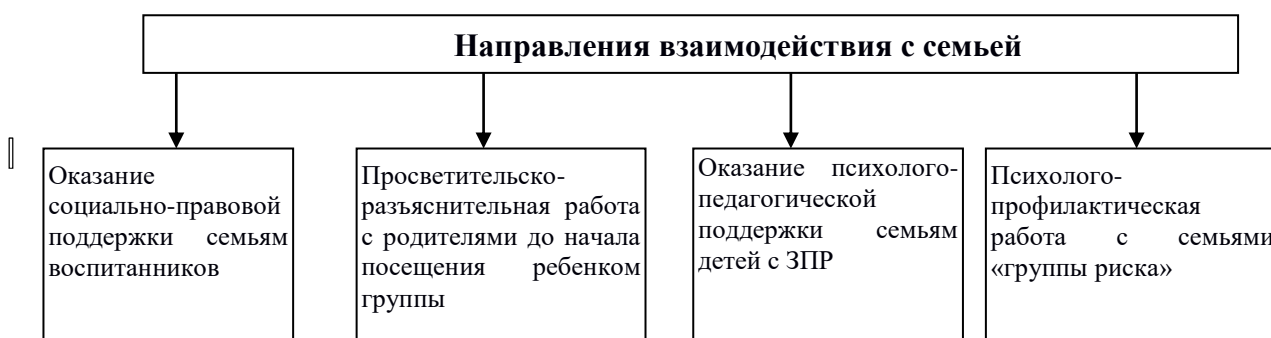 Направления взаимодействия с семьей
Оказание
социально-правовой
поддержки семьям
воспитанников
Просветительско-
разъяснительная работа
с родителями до начала
посещения ребенком
группы
Оказание психолого-
педагогической
поддержки семьям
детей с ЗПР
Психолого-
профилактическая
работа с семьями
«группы риска»